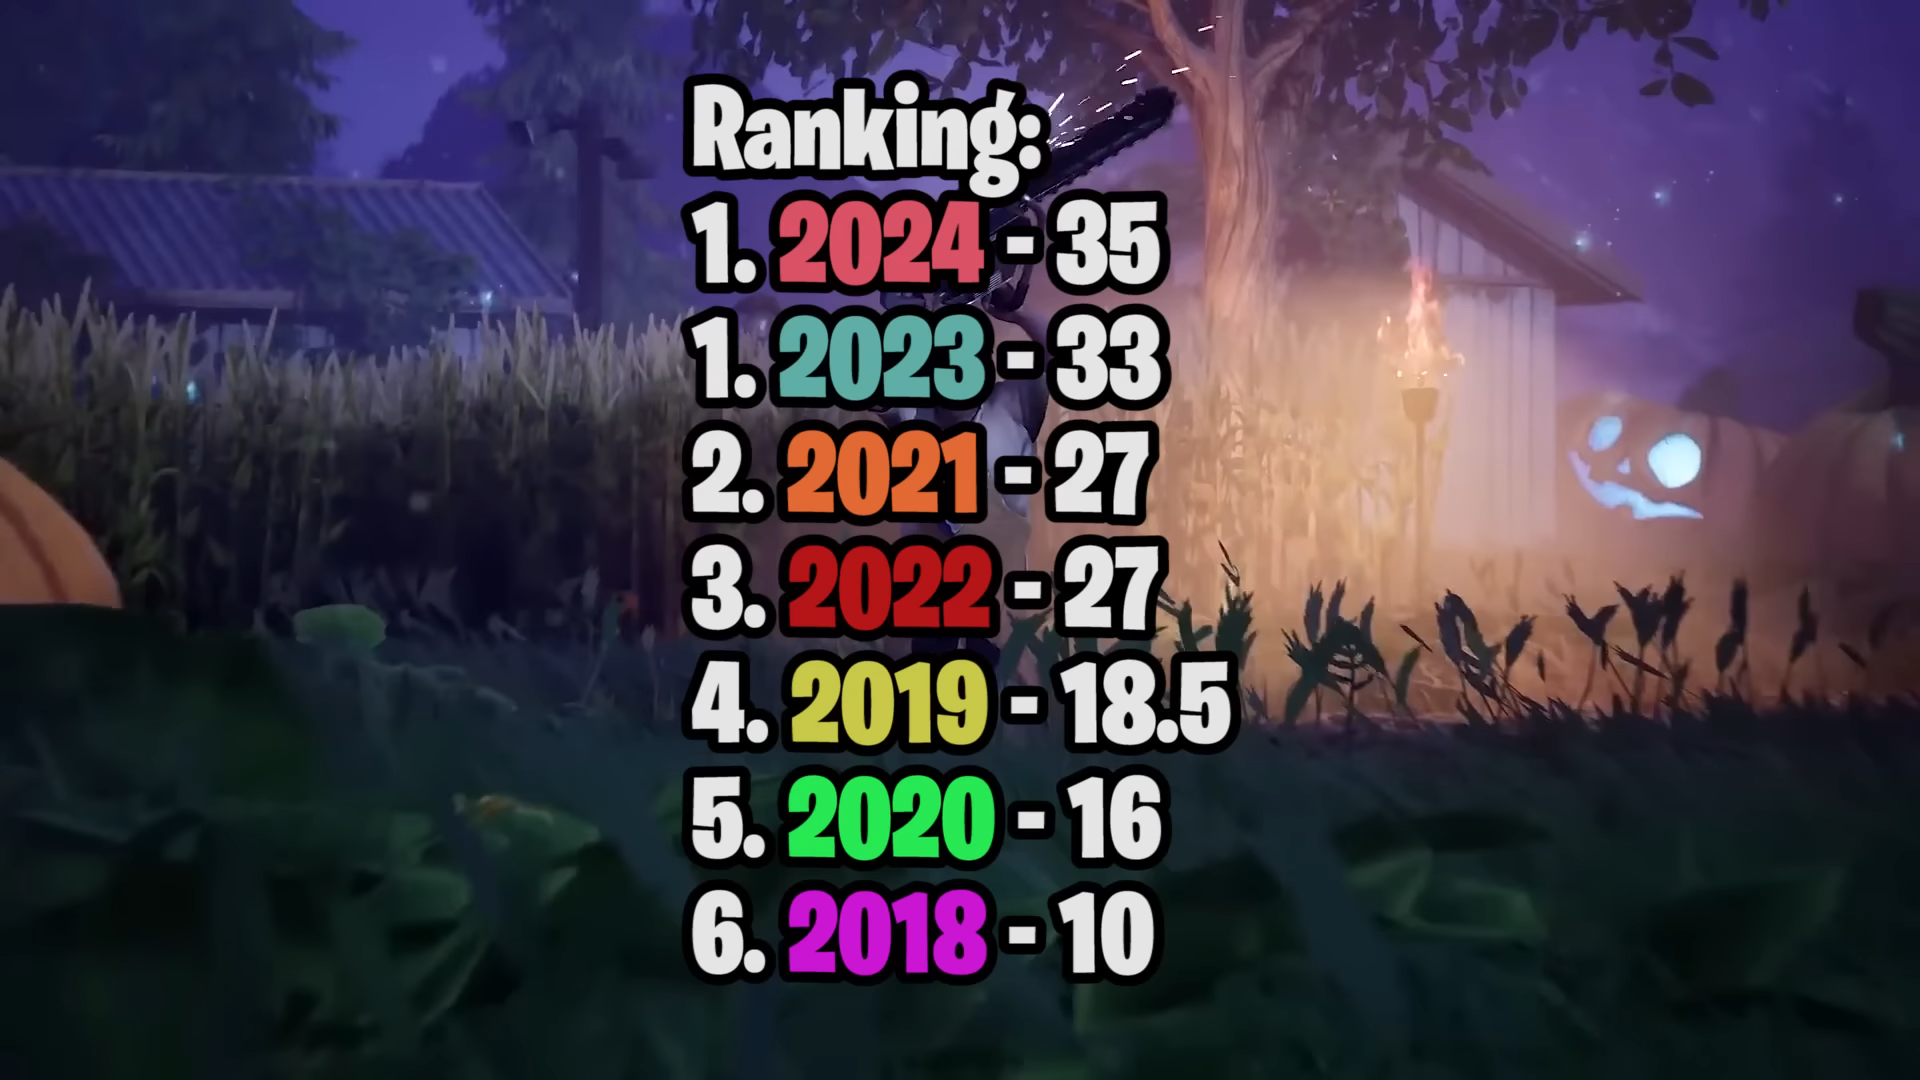 Ranking:
1. 2024 - 35
1. 2023 - 33
2. 2021 - 27
3. 2022 - 27
4. 2019 - 18.5
5. 2020 - 16
6. 2018 - 10